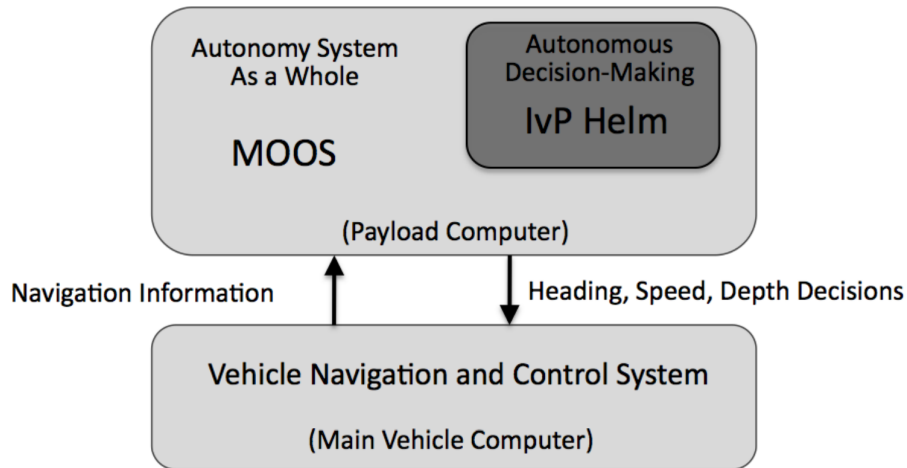 Autonomy System
As a Whole
MOOS
Autonomous
Decision-Making
IvP Helm
(Payload Computer)
Navigation Information
Heading, Speed, Depth Decisions
Vehicle Navigation and Control System
(Main Vehicle Computer)